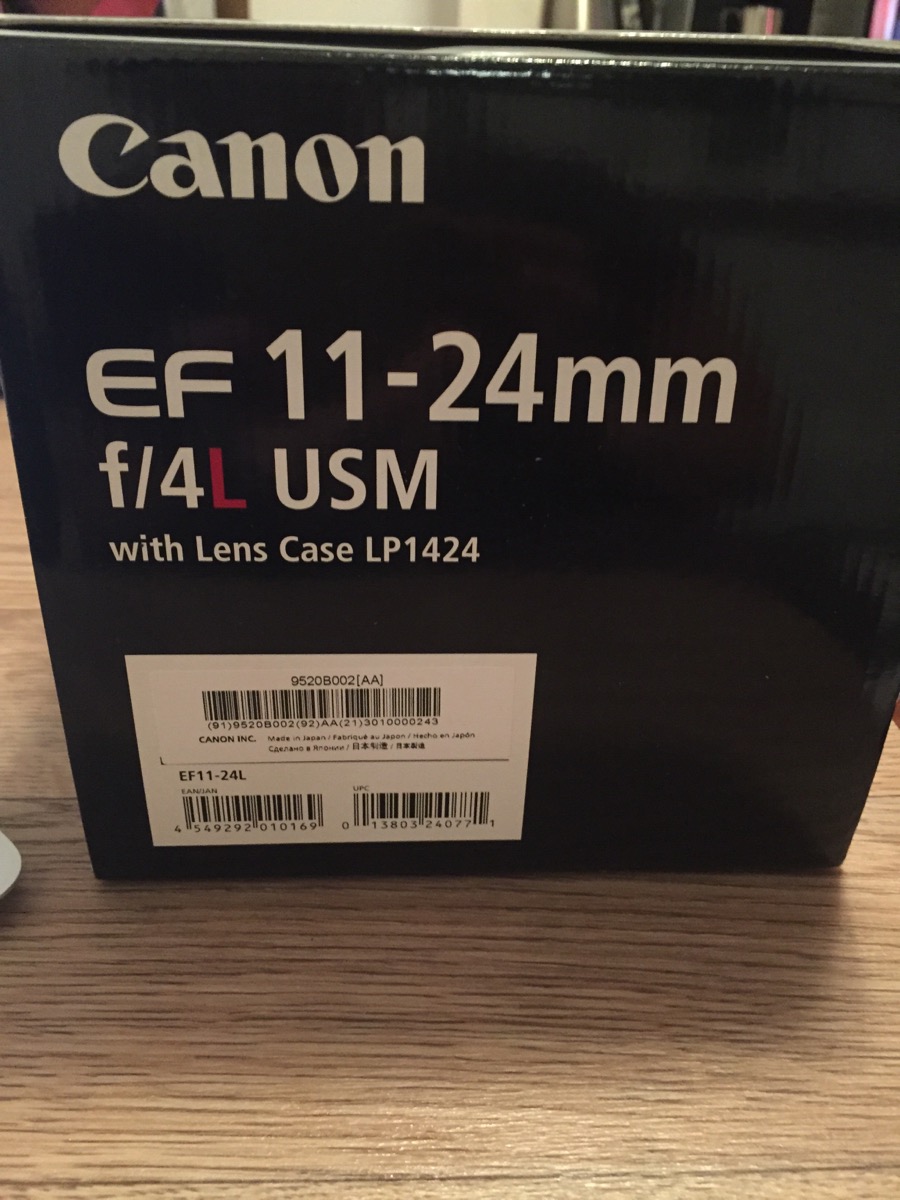 Canon
EF 11-24mm
f/4L USM
with Lens Case LP1424
9520B002[AA]
(91)9520B002(92)AA(21)3010000243
CANON INC. Made in Japan / Fabriqué au Japon / Hecho en Japón
Сделано в Японии / 日本制造 / 日本製造
EF11-24L
EAN/JAN UPC
4 549292 010169 0 13803 24077 1